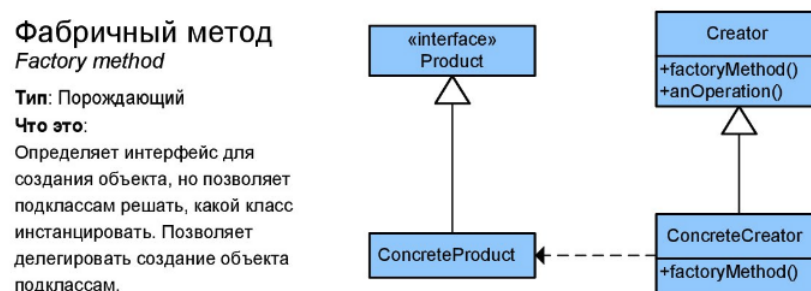 Фабричный метод
Factory method
Тип: Порождающий
Что это:
Определяет интерфейс для
создания объекта, но позволяет
подклассам решать, какой класс
инстанцировать. Позволяет
делегировать создание объекта
подклассам.
«interface»
Product
Creator
+factoryMethod()
+anOperation()
ConcreteProduct
ConcreteCreator
+factoryMethod()